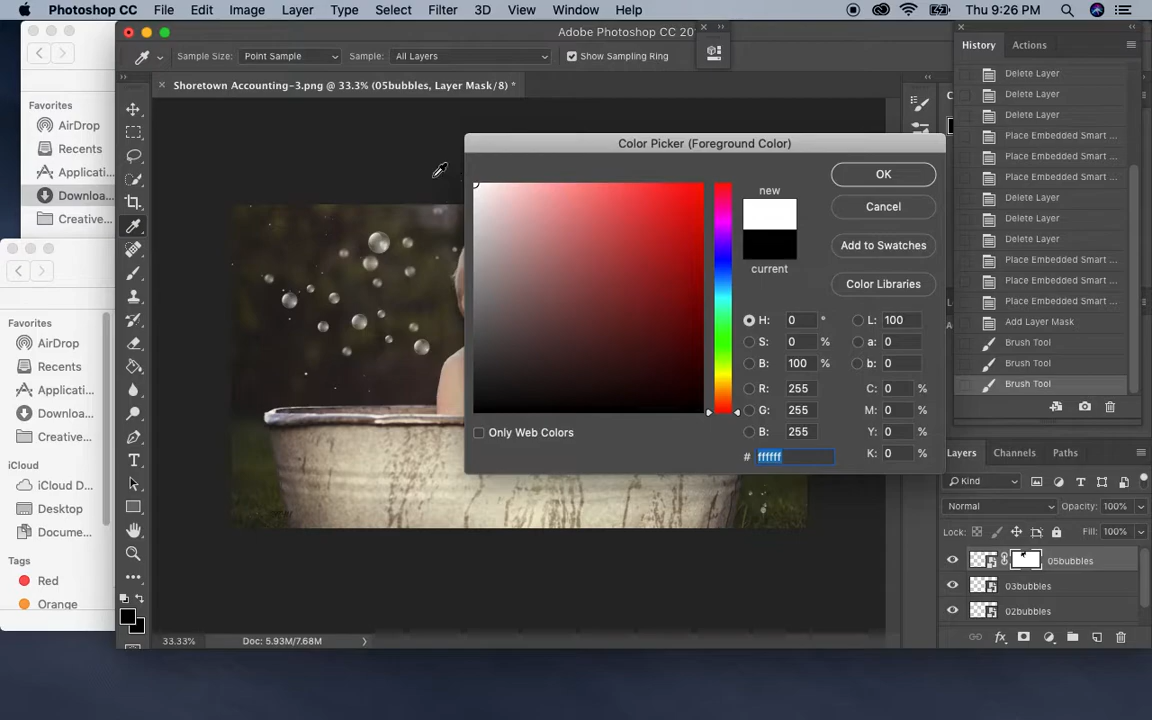 Photoshop CC File Edit Image Layer Type Select Filter 3D View Window Help Thu 9:26 PM
Adobe Photoshop CC 20
Sample Size: Point Sample Sample: All Layers Show Sampling Ring
Shoretown Accounting-3.png @ 33.3% (05bubbles, Layer Mask/8) *
Favorites
AirDrop
Recents
Applicati...
Downloa...
Creative...
Favorites
AirDrop
Recents
Applicati...
Downloa...
Creative...
iCloud
iCloud D...
Desktop
Docume...
Tags
Red
Orange
T
33.33% Doc: 5.93M/7.68M
Color Picker (Foreground Color)
new
current
OK
Cancel
Add to Swatches
Color Libraries
H: 0 °
S: 0 %
B: 100 %
R: 255
G: 255
B: 255
# ffffff
L: 100
a: 0
b: 0
C: 0 %
M: 0 %
Y: 0 %
K: 0 %
Only Web Colors
History Actions
Delete Layer
Delete Layer
Delete Layer
Place Embedded Smart ...
Place Embedded Smart ...
Place Embedded Smart ...
Delete Layer
Delete Layer
Delete Layer
Place Embedded Smart ...
Place Embedded Smart ...
Place Embedded Smart ...
Add Layer Mask
Brush Tool
Brush Tool
Brush Tool
Layers Channels Paths
Kind
Normal Opacity: 100%
Lock: Fill: 100%
05bubbles
03bubbles
02bubbles
fx